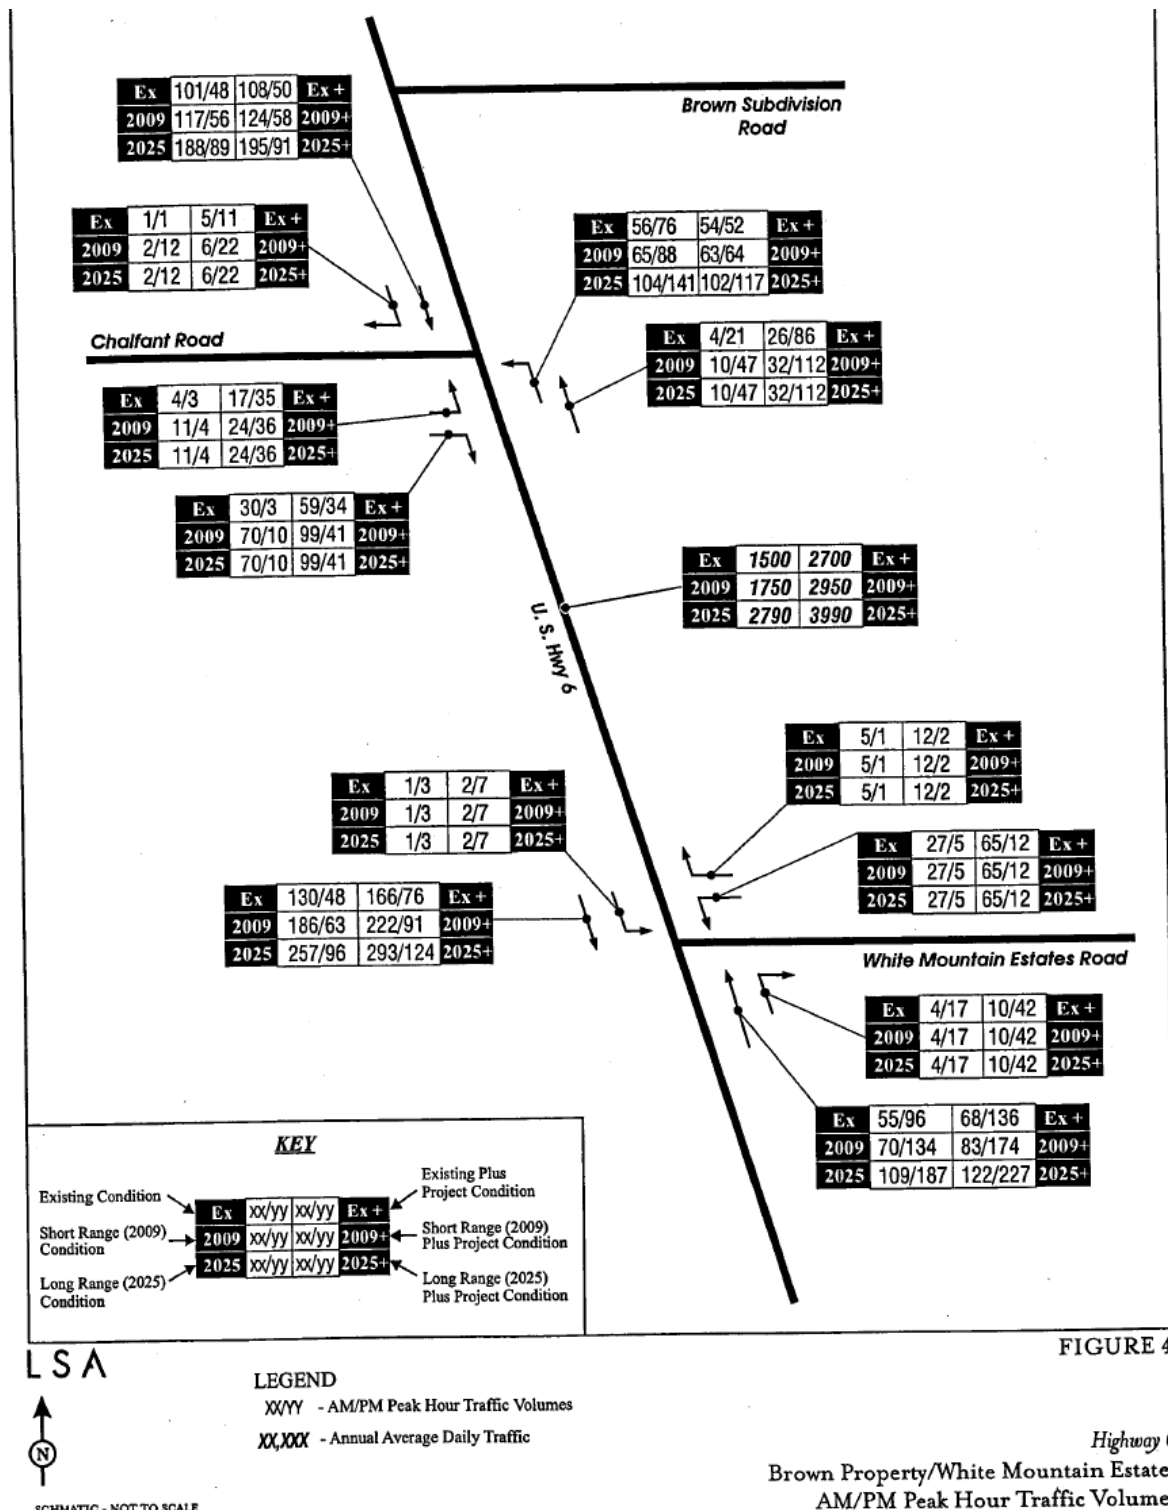 Brown Subdivision
Road
Ex 101/48 108/50 Ex +
2009 117/56 124/58 2009+
2025 188/89 195/91 2025+
Ex 1/1 5/11 Ex +
2009 2/12 6/22 2009+
2025 2/12 6/22 2025+
Ex 56/76 54/52 Ex +
2009 65/88 63/64 2009+
2025 104/141 102/117 2025+
Chalfant Road
Ex 4/21 26/86 Ex +
2009 10/47 32/112 2009+
2025 10/47 32/112 2025+
Ex 4/3 17/35 Ex +
2009 11/4 24/36 2009+
2025 11/4 24/36 2025+
Ex 30/3 59/34 Ex +
2009 70/10 99/41 2009+
2025 70/10 99/41 2025+
Ex 1500 2700 Ex +
2009 1750 2950 2009+
2025 2790 3990 2025+
U. S. Hwy 6
Ex 5/1 12/2 Ex +
2009 5/1 12/2 2009+
2025 5/1 12/2 2025+
Ex 1/3 2/7 Ex +
2009 1/3 2/7 2009+
2025 1/3 2/7 2025+
Ex 27/5 65/12 Ex +
2009 27/5 65/12 2009+
2025 27/5 65/12 2025+
Ex 130/48 166/76 Ex +
2009 186/63 222/91 2009+
2025 257/96 293/124 2025+
White Mountain Estates Road
Ex 4/17 10/42 Ex +
2009 4/17 10/42 2009+
2025 4/17 10/42 2025+
Ex 55/96 68/136 Ex +
2009 70/134 83/174 2009+
2025 109/187 122/227 2025+
KEY
Existing Condition
Short Range (2009)
Condition
Long Range (2025)
Condition
Ex xx/yy xx/yy Ex +
2009 xx/yy xx/yy 2009+
2025 xx/yy xx/yy 2025+
Existing Plus
Project Condition
Short Range (2009)
Plus Project Condition
Long Range (2025)
Plus Project Condition
FIGURE 4
LSA
LEGEND
XX/YY - AM/PM Peak Hour Traffic Volumes
XX,XXX - Annual Average Daily Traffic
N
SCHMATIC - NOT TO SCALE
Highway
Brown Property/White Mountain Estate
AM/PM Peak Hour Traffic Volume